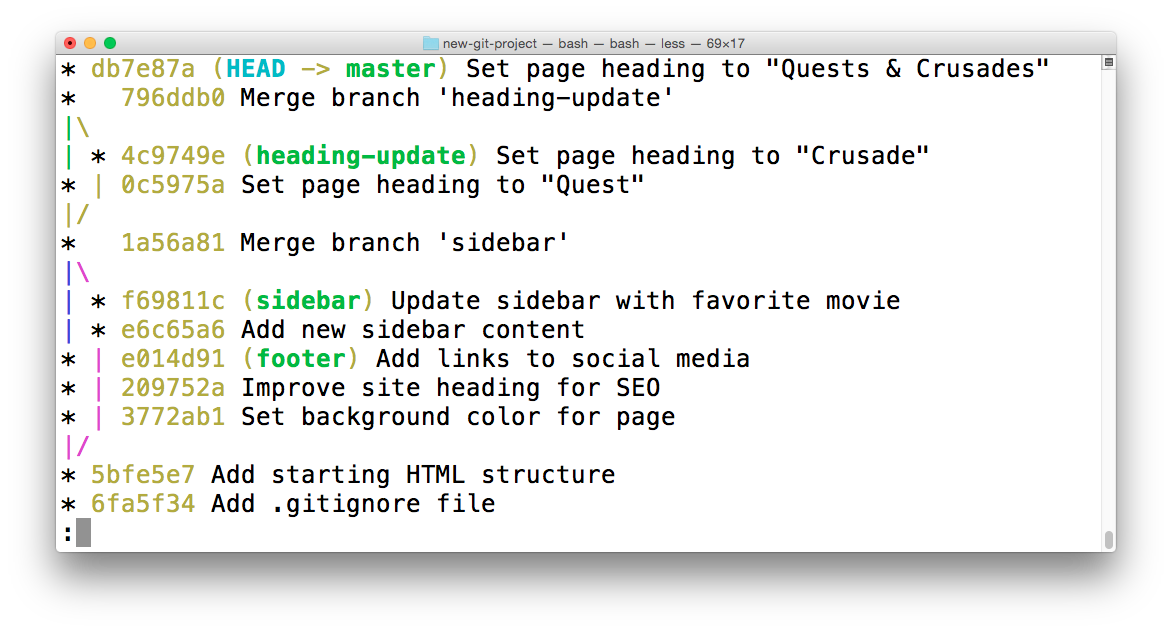 new-git-project — bash — bash — less — 69×17
* db7e87a (HEAD -> master) Set page heading to "Quests & Crusades"
*   796ddb0 Merge branch 'heading-update'
|\
| * 4c9749e (heading-update) Set page heading to "Crusade"
* | 0c5975a Set page heading to "Quest"
|/
*   1a56a81 Merge branch 'sidebar'
|\
| * f69811c (sidebar) Update sidebar with favorite movie
| * e6c65a6 Add new sidebar content
* | e014d91 (footer) Add links to social media
* | 209752a Improve site heading for SEO
* | 3772ab1 Set background color for page
|/
* 5bfe5e7 Add starting HTML structure
* 6fa5f34 Add .gitignore file
: